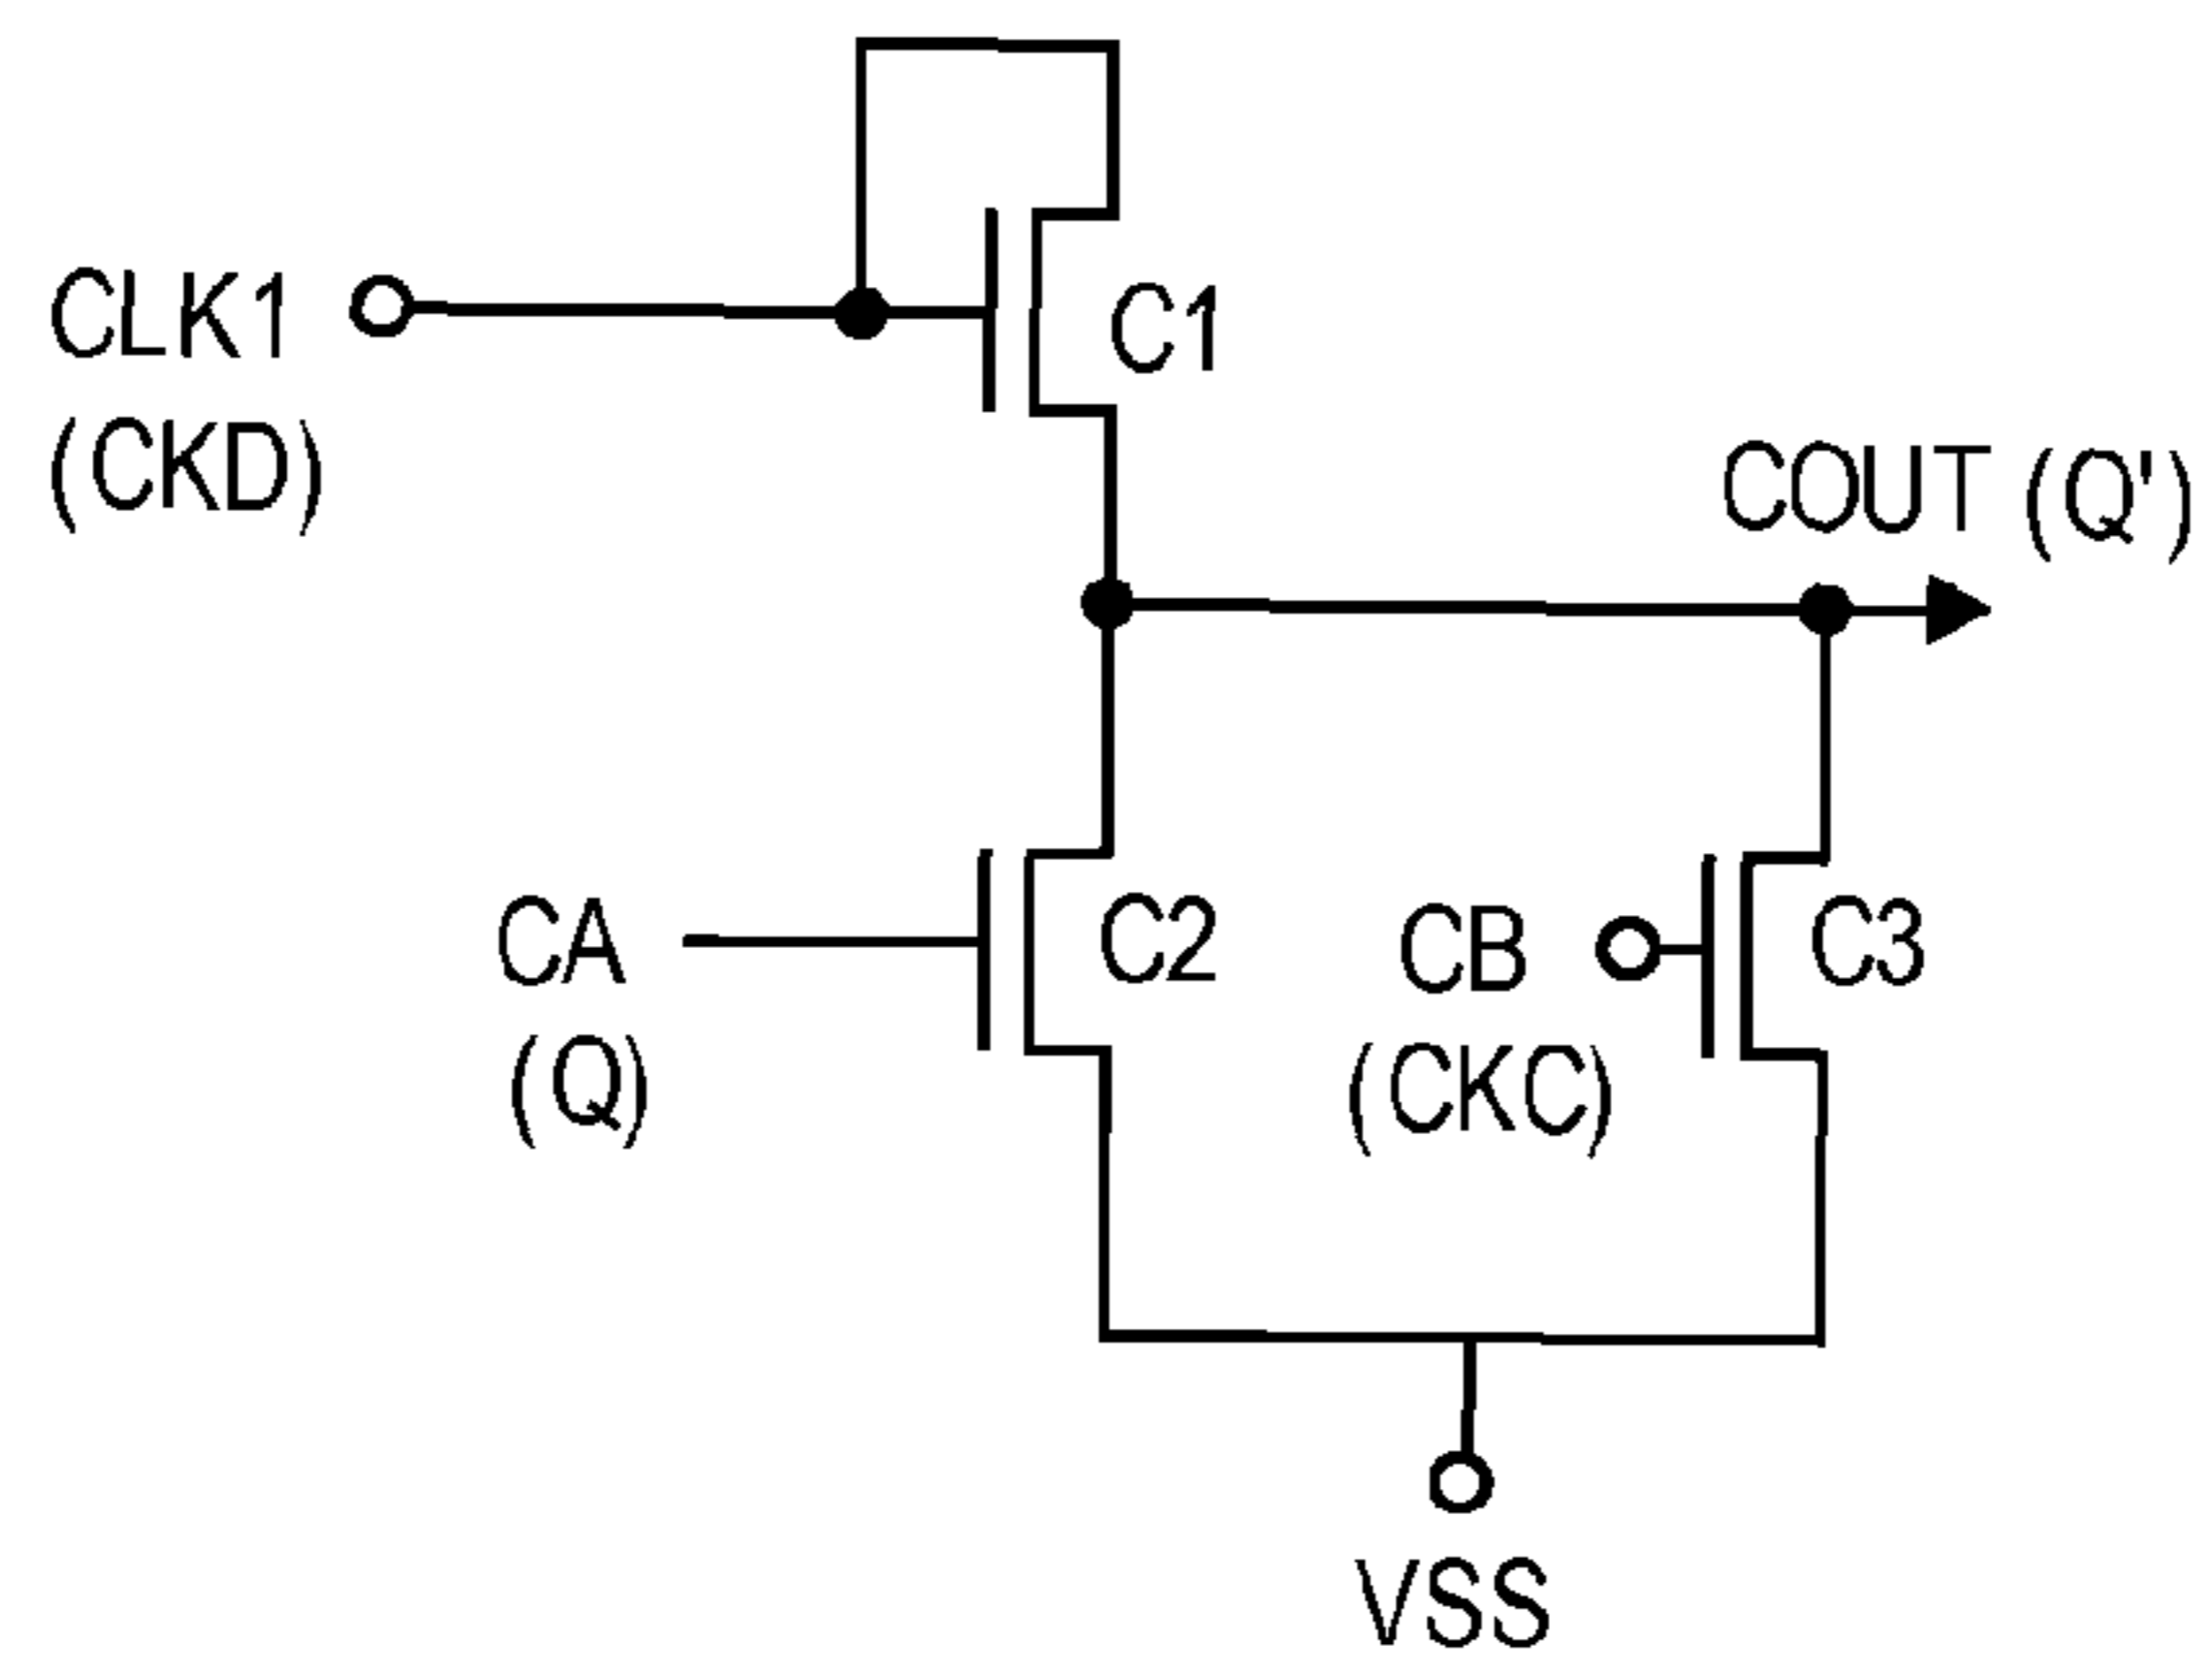 CLK1
(CKD)
C1
COUT (Q')
CA
(Q)
C2
CB
(CKC)
C3
VSS